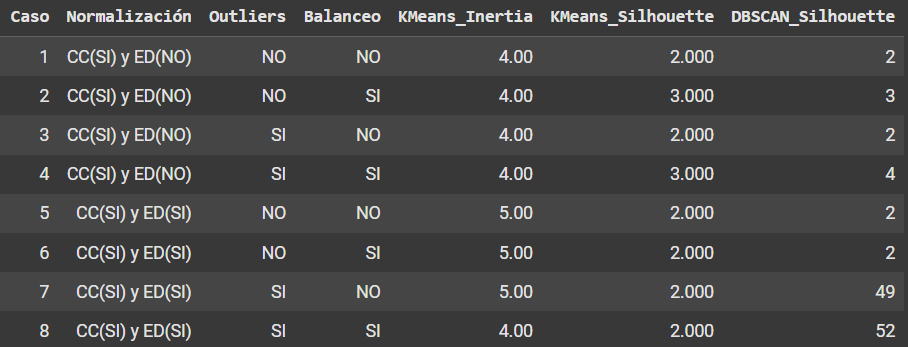 Caso Normalización Outliers Balanceo KMeans_Inertia KMeans_Silhouette DBSCAN_Silhouette
1 CC(SI) y ED(NO) NO NO 4.00 2.000 2
2 CC(SI) y ED(NO) NO SI 4.00 3.000 3
3 CC(SI) y ED(NO) SI NO 4.00 2.000 2
4 CC(SI) y ED(NO) SI SI 4.00 3.000 4
5 CC(SI) y ED(SI) NO NO 5.00 2.000 2
6 CC(SI) y ED(SI) NO SI 5.00 2.000 2
7 CC(SI) y ED(SI) SI NO 5.00 2.000 49
8 CC(SI) y ED(SI) SI SI 4.00 2.000 52